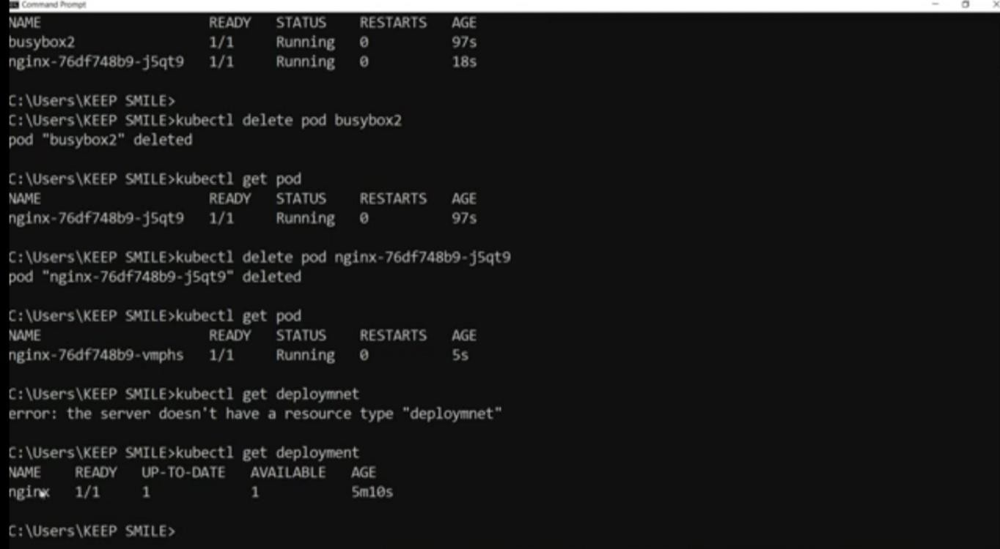 Command Prompt
NAME READY STATUS RESTARTS AGE
busybox2 1/1 Running 0 97s
nginx-76df748b9-j5qt9 1/1 Running 0 18s
C:\Users\KEEP SMILE>
C:\Users\KEEP SMILE>kubectl delete pod busybox2
pod "busybox2" deleted
C:\Users\KEEP SMILE>kubectl get pod
NAME READY STATUS RESTARTS AGE
nginx-76df748b9-j5qt9 1/1 Running 0 97s
C:\Users\KEEP SMILE>kubectl delete pod nginx-76df748b9-j5qt9
pod "nginx-76df748b9-j5qt9" deleted
C:\Users\KEEP SMILE>kubectl get pod
NAME READY STATUS RESTARTS AGE
nginx-76df748b9-vmphs 1/1 Running 0 5s
C:\Users\KEEP SMILE>kubectl get deploymnet
error: the server doesn't have a resource type "deploymnet"
C:\Users\KEEP SMILE>kubectl get deployment
NAME READY UP-TO-DATE AVAILABLE AGE
nginx 1/1 1 1 5m10s
C:\Users\KEEP SMILE>